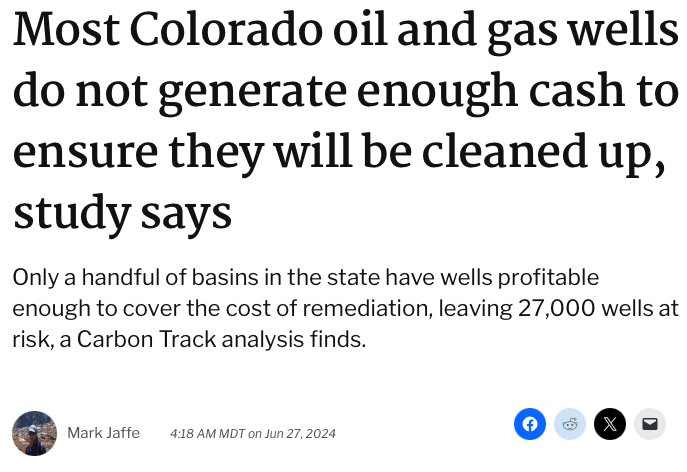 Most Colorado oil and gas wells
do not generate enough cash to
ensure they will be cleaned up,
study says
Only a handful of basins in the state have wells profitable
enough to cover the cost of remediation, leaving 27,000 wells at
risk, a Carbon Track analysis finds.
Mark Jaffe 4:18 AM MDT on Jun 27, 2024